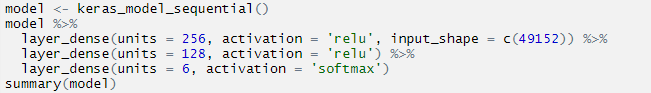 model <- keras_model_sequential()
model %>%
  layer_dense(units = 256, activation = 'relu', input_shape = c(49152)) %>%
  layer_dense(units = 128, activation = 'relu') %>%
  layer_dense(units = 6, activation = 'softmax')
summary(model)